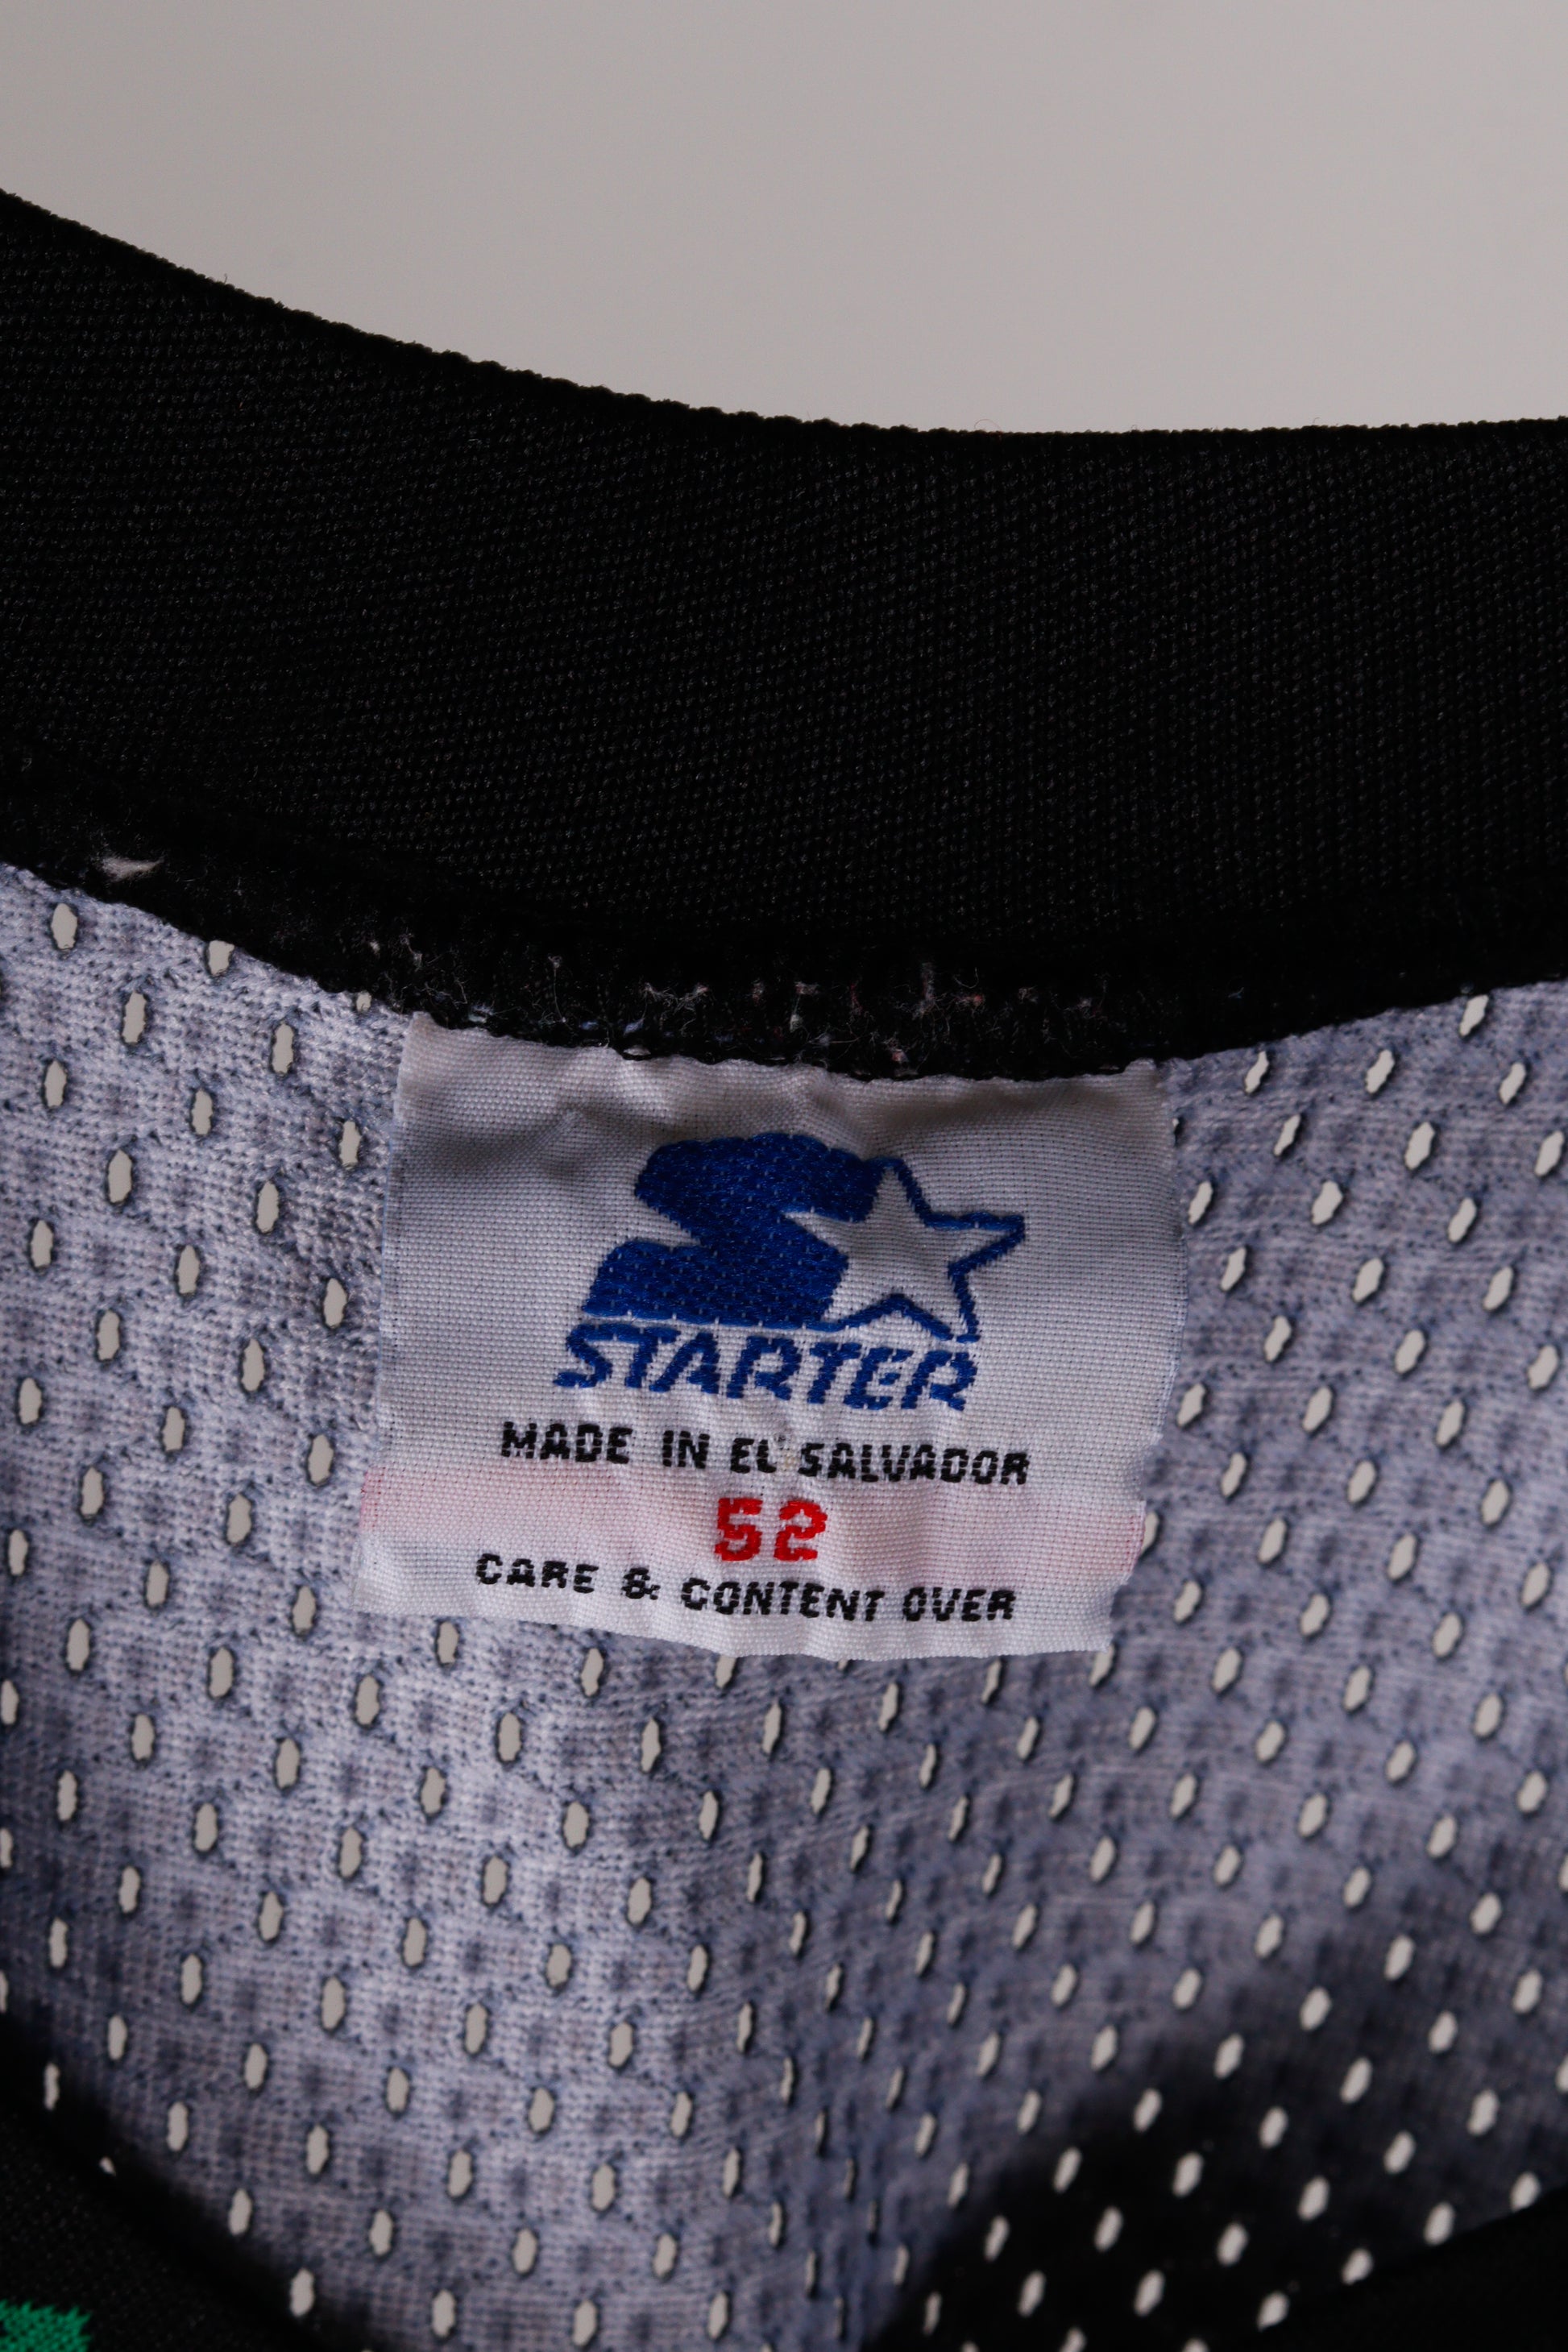 STARTER
MADE IN EL SALVADOR
52
CARE & CONTENT OVER